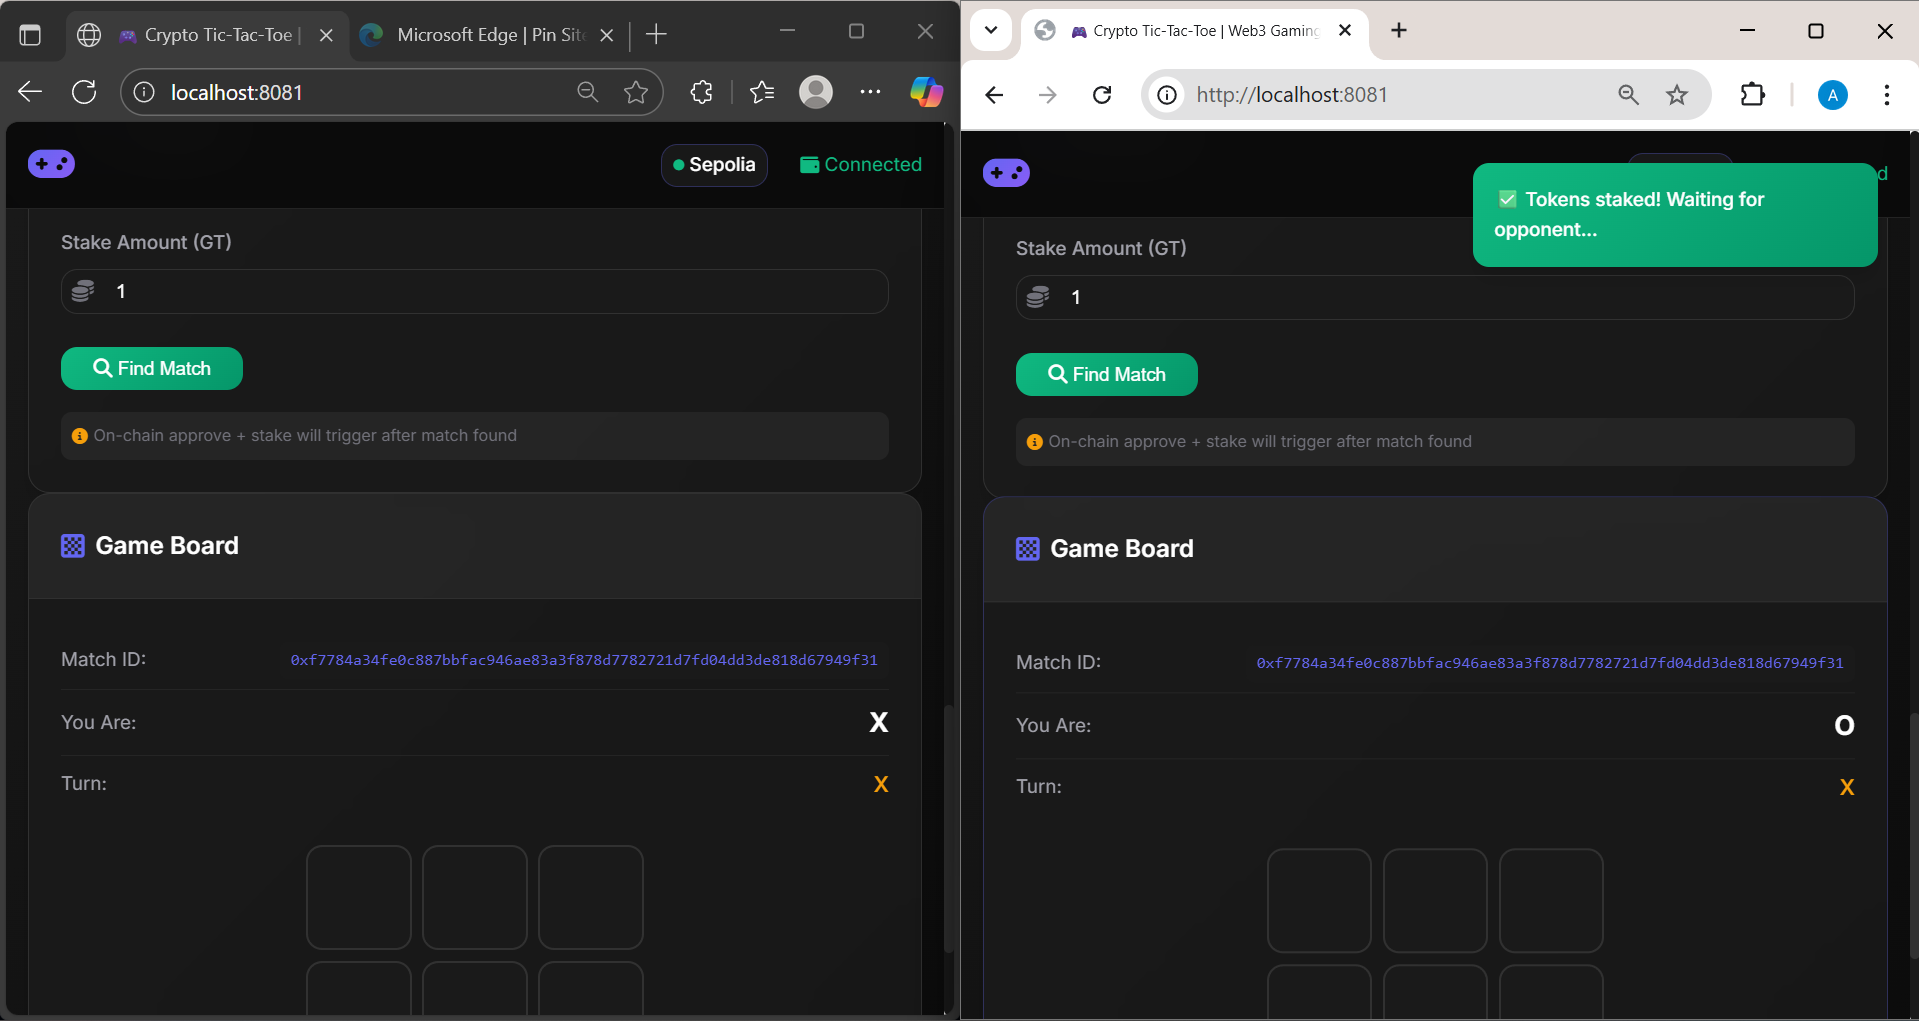 Crypto Tic-Tac-Toe |
Microsoft Edge | Pin Site
localhost:8081
Sepolia
Connected
Stake Amount (GT)
1
Find Match
On-chain approve + stake will trigger after match found
Game Board
Match ID:
0xf7784a34fe0c887bbfac946ae83a3f878d7782721d7fd04dd3de818d67949f31
You Are:
X
Turn:
X
Crypto Tic-Tac-Toe | Web3 Gaming
http://localhost:8081
A
d
✅ Tokens staked! Waiting for
opponent...
Stake Amount (GT)
1
Find Match
On-chain approve + stake will trigger after match found
Game Board
Match ID:
0xf7784a34fe0c887bbfac946ae83a3f878d7782721d7fd04dd3de818d67949f31
You Are:
O
Turn:
X